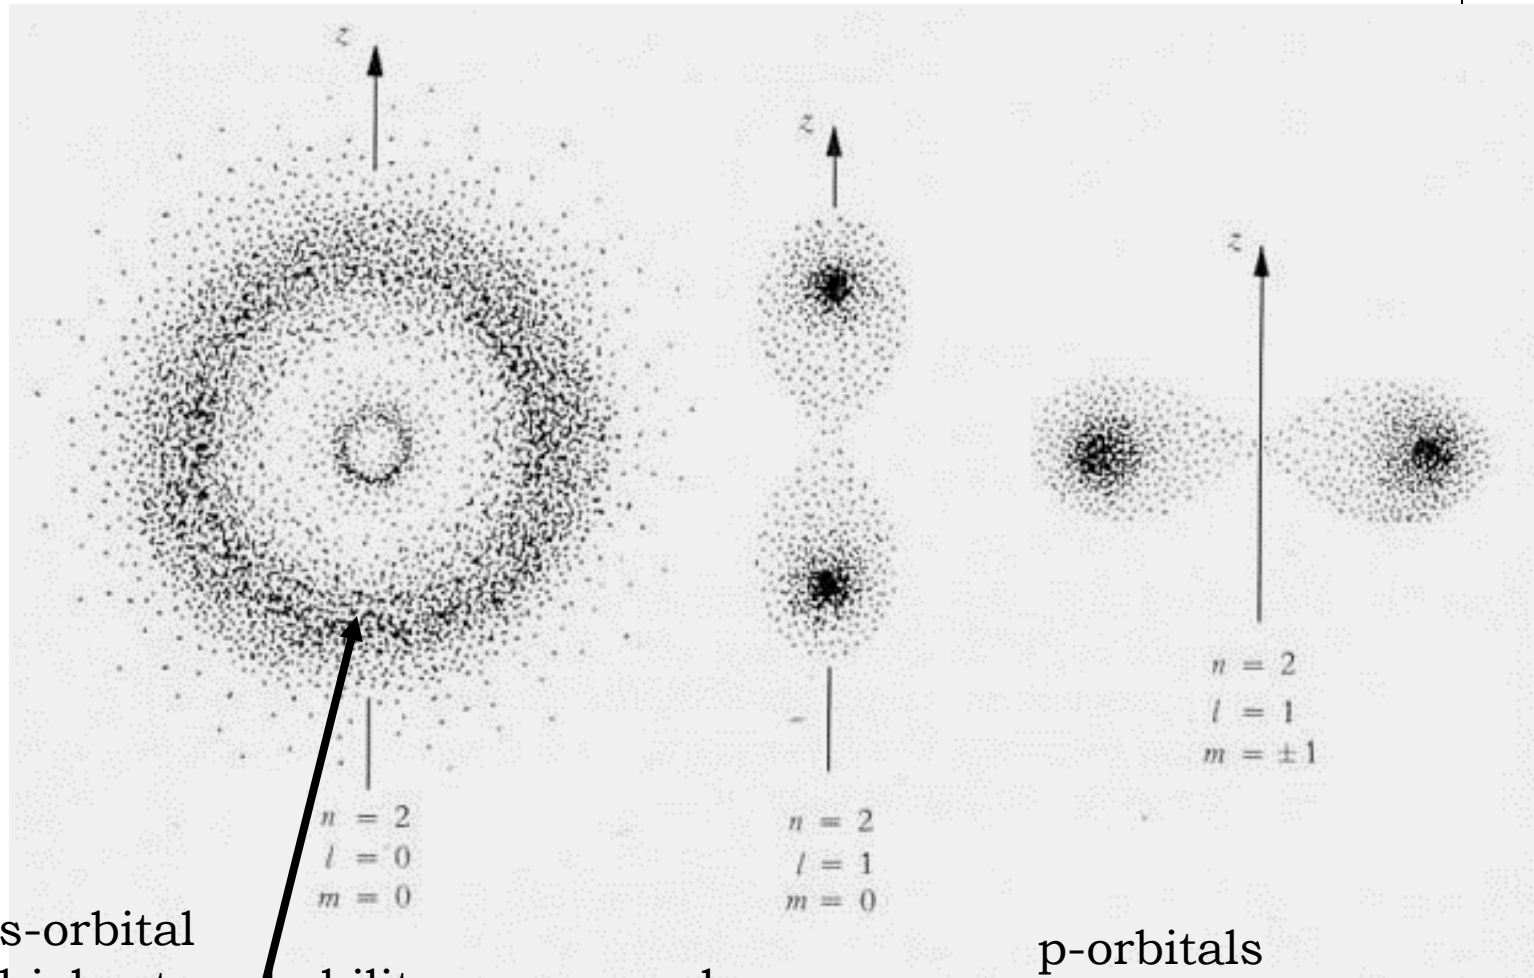 z
z
z
n = 2
l = 1
m = ±1
n = 2
l = 0
m = 0
n = 2
l = 1
m = 0
s-orbital
p-orbitals